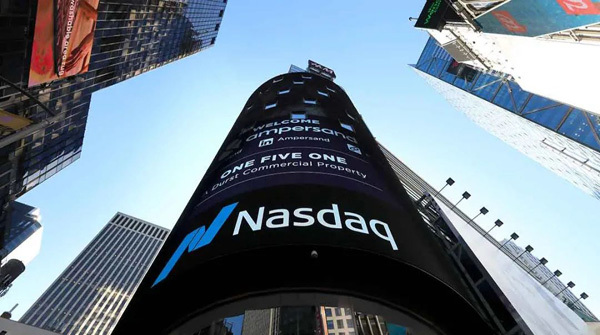 WELCOME
ampersand
in Ampersand
ONE FIVE ONE
A Durst Commercial Property
Nasdaq